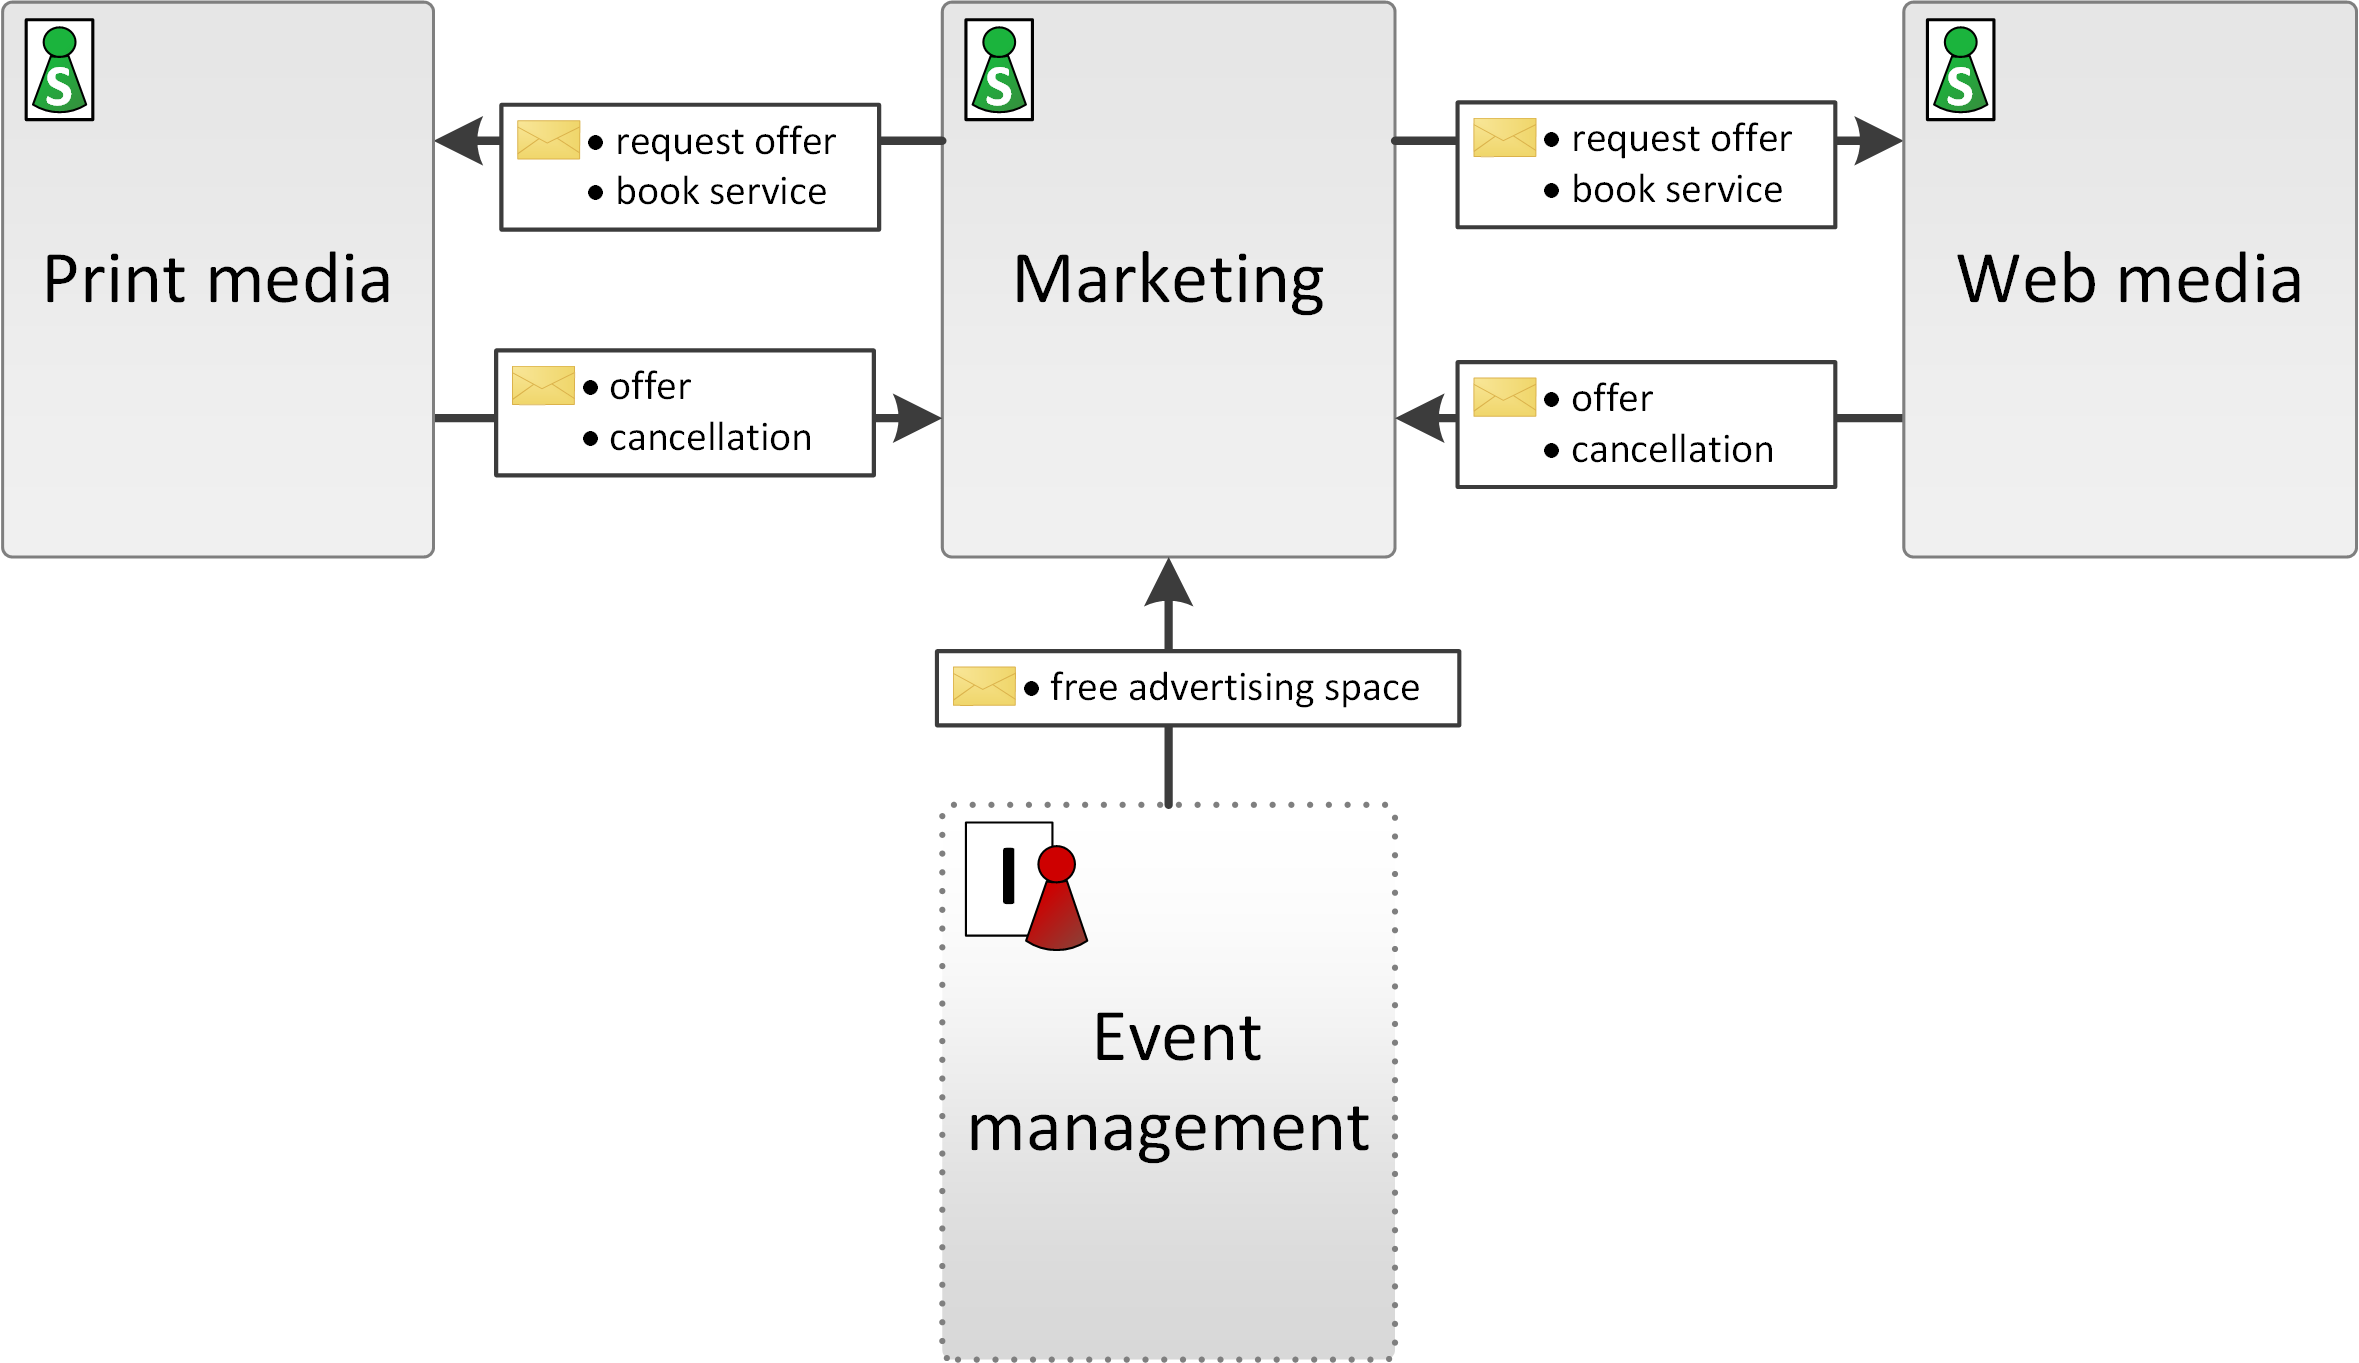 S
S
S
• request offer
• book service
• request offer
• book service
Print media
Marketing
Web media
• offer
• cancellation
• offer
• cancellation
• free advertising space
I
Event
management